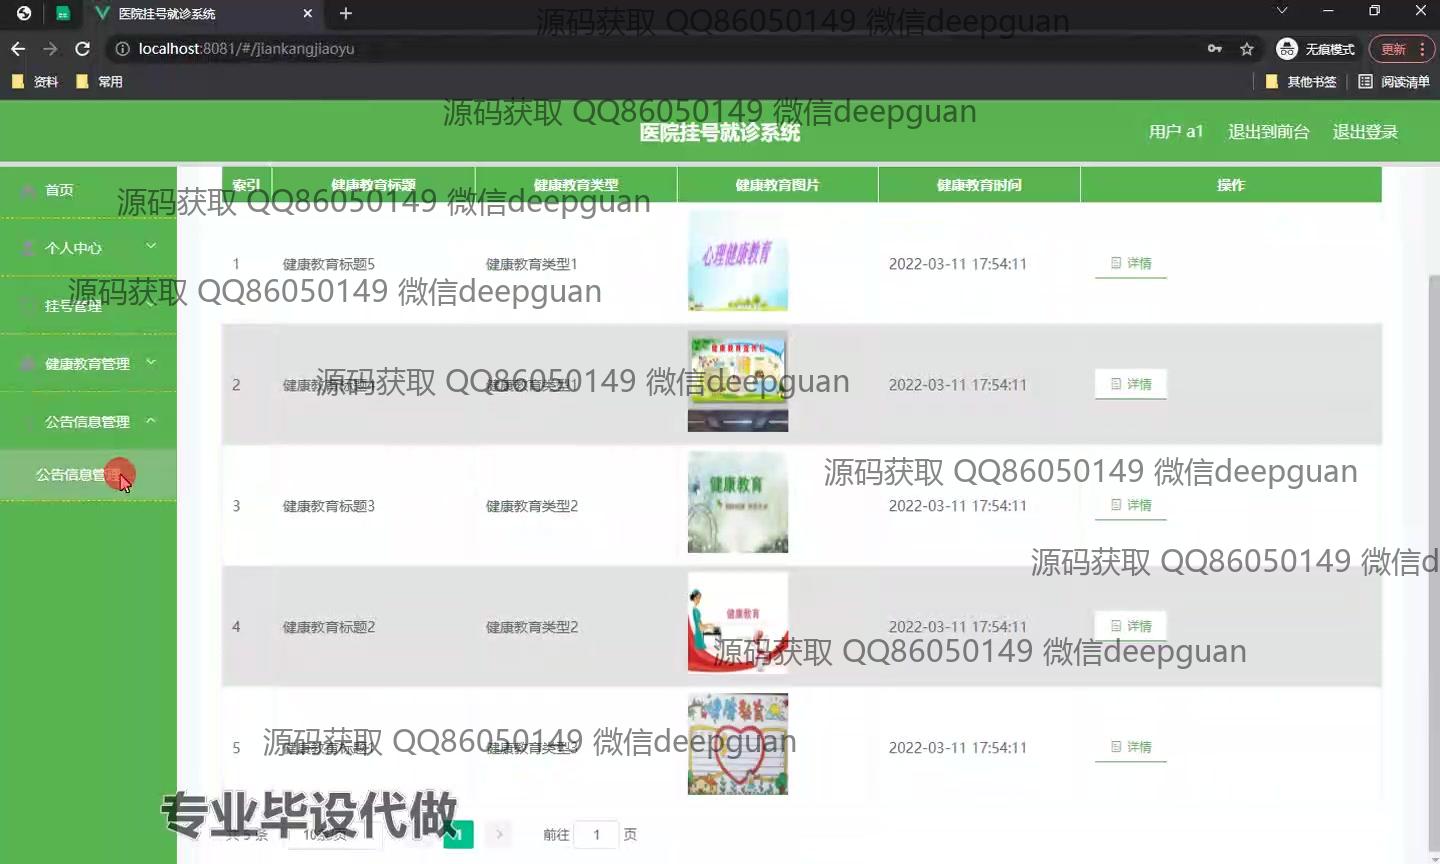 医院挂号就诊系统
源码获取 QQ86050149 微信deepguan
localhost:8081/#/jiankangjiaoyu
无痕模式
更新
资料
常用
其他书签
阅读清单
源码获取 QQ86050149 微信deepguan
医院挂号就诊系统
用户 a1
退出到前台
退出登录
首页
个人中心
挂号管理
健康教育管理
公告信息管理
公告信息管理
索引 健康教育标题 健康教育类型 健康教育图片 健康教育时间 操作
源码获取 QQ86050149 微信deepguan
1 健康教育标题5 健康教育类型1 心理健康教育 2022-03-11 17:54:11 详情
源码获取 QQ86050149 微信deepguan
2 健康教育标题4 健康教育类型1 2022-03-11 17:54:11 详情
源码获取 QQ86050149 微信deepguan
源码获取 QQ86050149 微信deepguan
3 健康教育标题3 健康教育类型2 健康教育 2022-03-11 17:54:11 详情
源码获取 QQ86050149 微信d
4 健康教育标题2 健康教育类型2 健康教育 2022-03-11 17:54:11 详情
源码获取 QQ86050149 微信deepguan
5 2022-03-11 17:54:11 详情
源码获取 QQ86050149 微信deepguan
专业毕设代做
共 5 条
1
前往 1 页